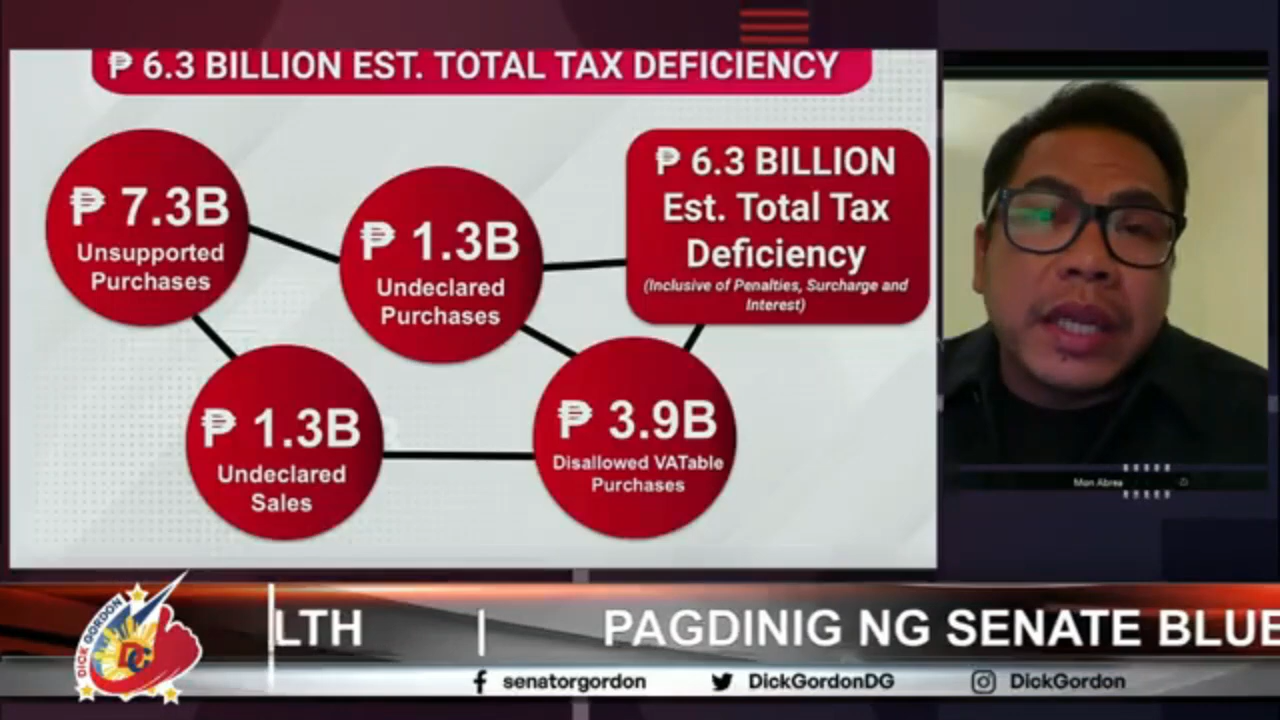 ₱ 6.3 BILLION EST. TOTAL TAX DEFICIENCY
₱ 7.3B
Unsupported
Purchases
₱ 1.3B
Undeclared
Purchases
₱ 6.3 BILLION
Est. Total Tax
Deficiency
(Inclusive of Penalties, Surcharge and
Interest)
₱ 1.3B
Undeclared
Sales
₱ 3.9B
Disallowed VATable
Purchases
Mon Abrea
DICK GORDON
DG
LTH | PAGDINIG NG SENATE BLUE
senatorgordon
DickGordonDG
DickGordon